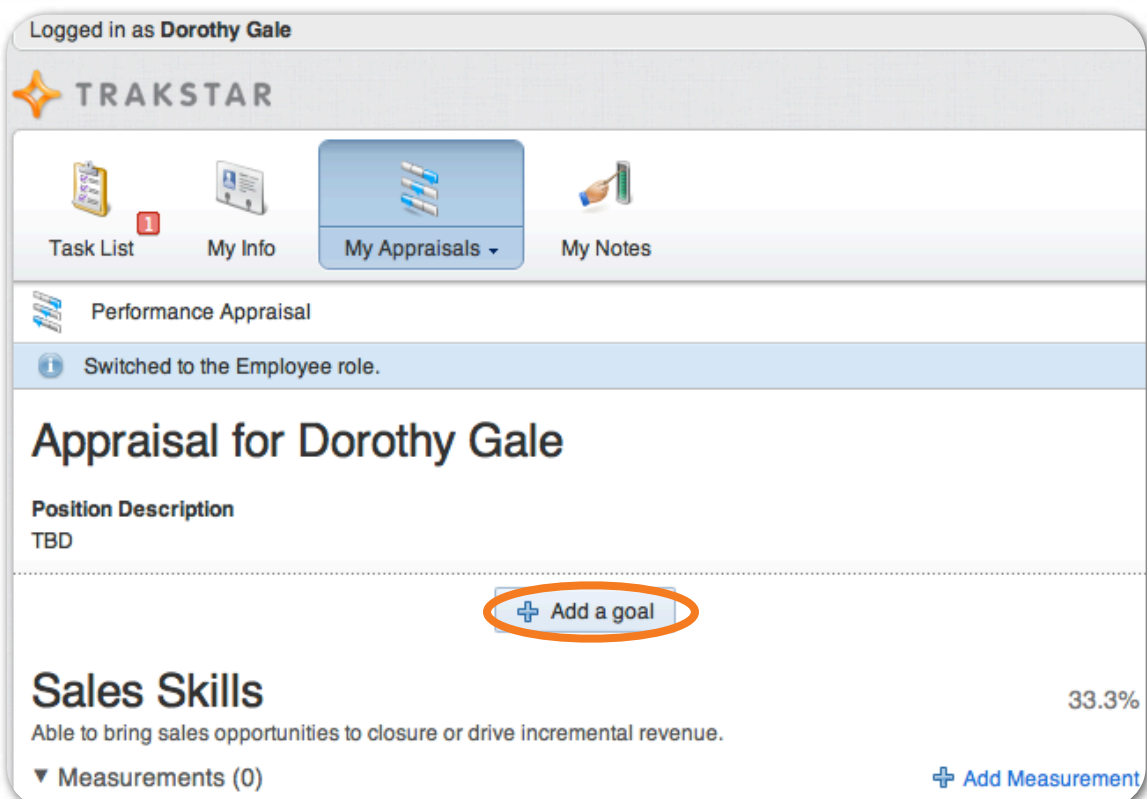 Logged in as Dorothy Gale
TRAKSTAR
1
Task List
My Info
My Appraisals
My Notes
Performance Appraisal
Switched to the Employee role.
Appraisal for Dorothy Gale
Position Description
TBD
Add a goal
Sales Skills
33.3%
Able to bring sales opportunities to closure or drive incremental revenue.
Measurements (0)
Add Measurement